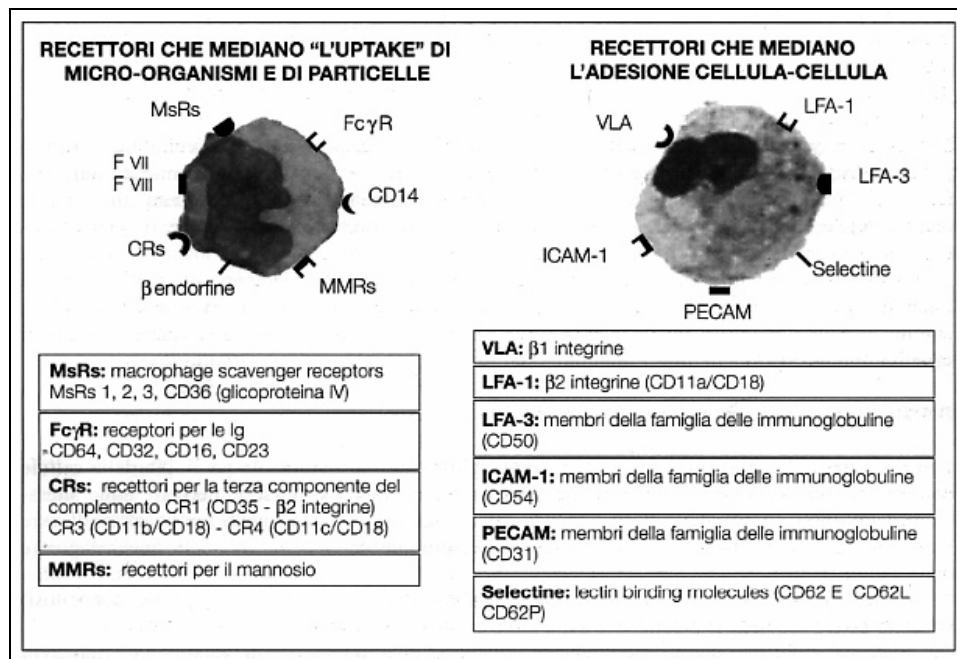 RECETTORI CHE MEDIANO “L'UPTAKE” DI
MICRO-ORGANISMI E DI PARTICELLE
MsRs
FcγR
F VII
F VIII
CD14
CRs
β endorfine
MMRs
MsRs: macrophage scavenger receptors
MsRs 1, 2, 3, CD36 (glicoproteina IV)
FcγR: receptori per le Ig
CD64, CD32, CD16, CD23
CRs: recettori per la terza componente del
complemento CR1 (CD35 - β2 integrine)
CR3 (CD11b/CD18) - CR4 (CD11c/CD18)
MMRs: recettori per il mannosio
RECETTORI CHE MEDIANO
L'ADESIONE CELLULA-CELLULA
LFA-1
VLA
LFA-3
ICAM-1
Selectine
PECAM
VLA: β1 integrine
LFA-1: β2 integrine (CD11a/CD18)
LFA-3: membri della famiglia delle immunoglobuline
(CD50)
ICAM-1: membri della famiglia delle immunoglobuline
(CD54)
PECAM: membri della famiglia delle immunoglobuline
(CD31)
Selectine: lectin binding molecules (CD62 E CD62L
CD62P)